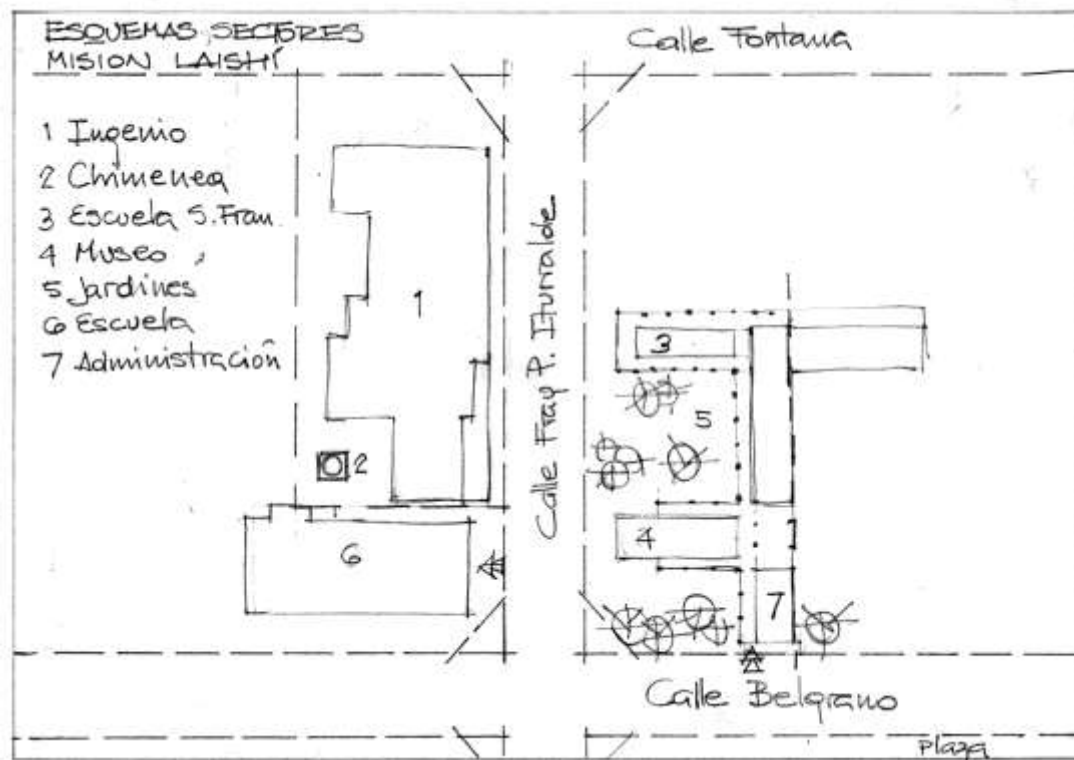 ESQUEMAS SECTORES
MISION LAISHÍ
Calle Fontana
1 Ingenio
2 Chimenea
3 Escuela S. Fran.
4 Museo
5 Jardines
6 Escuela
7 Administración
1
2
6
Calle Fray P. Iturralde
3
5
4
7
Calle Belgrano
Plaza